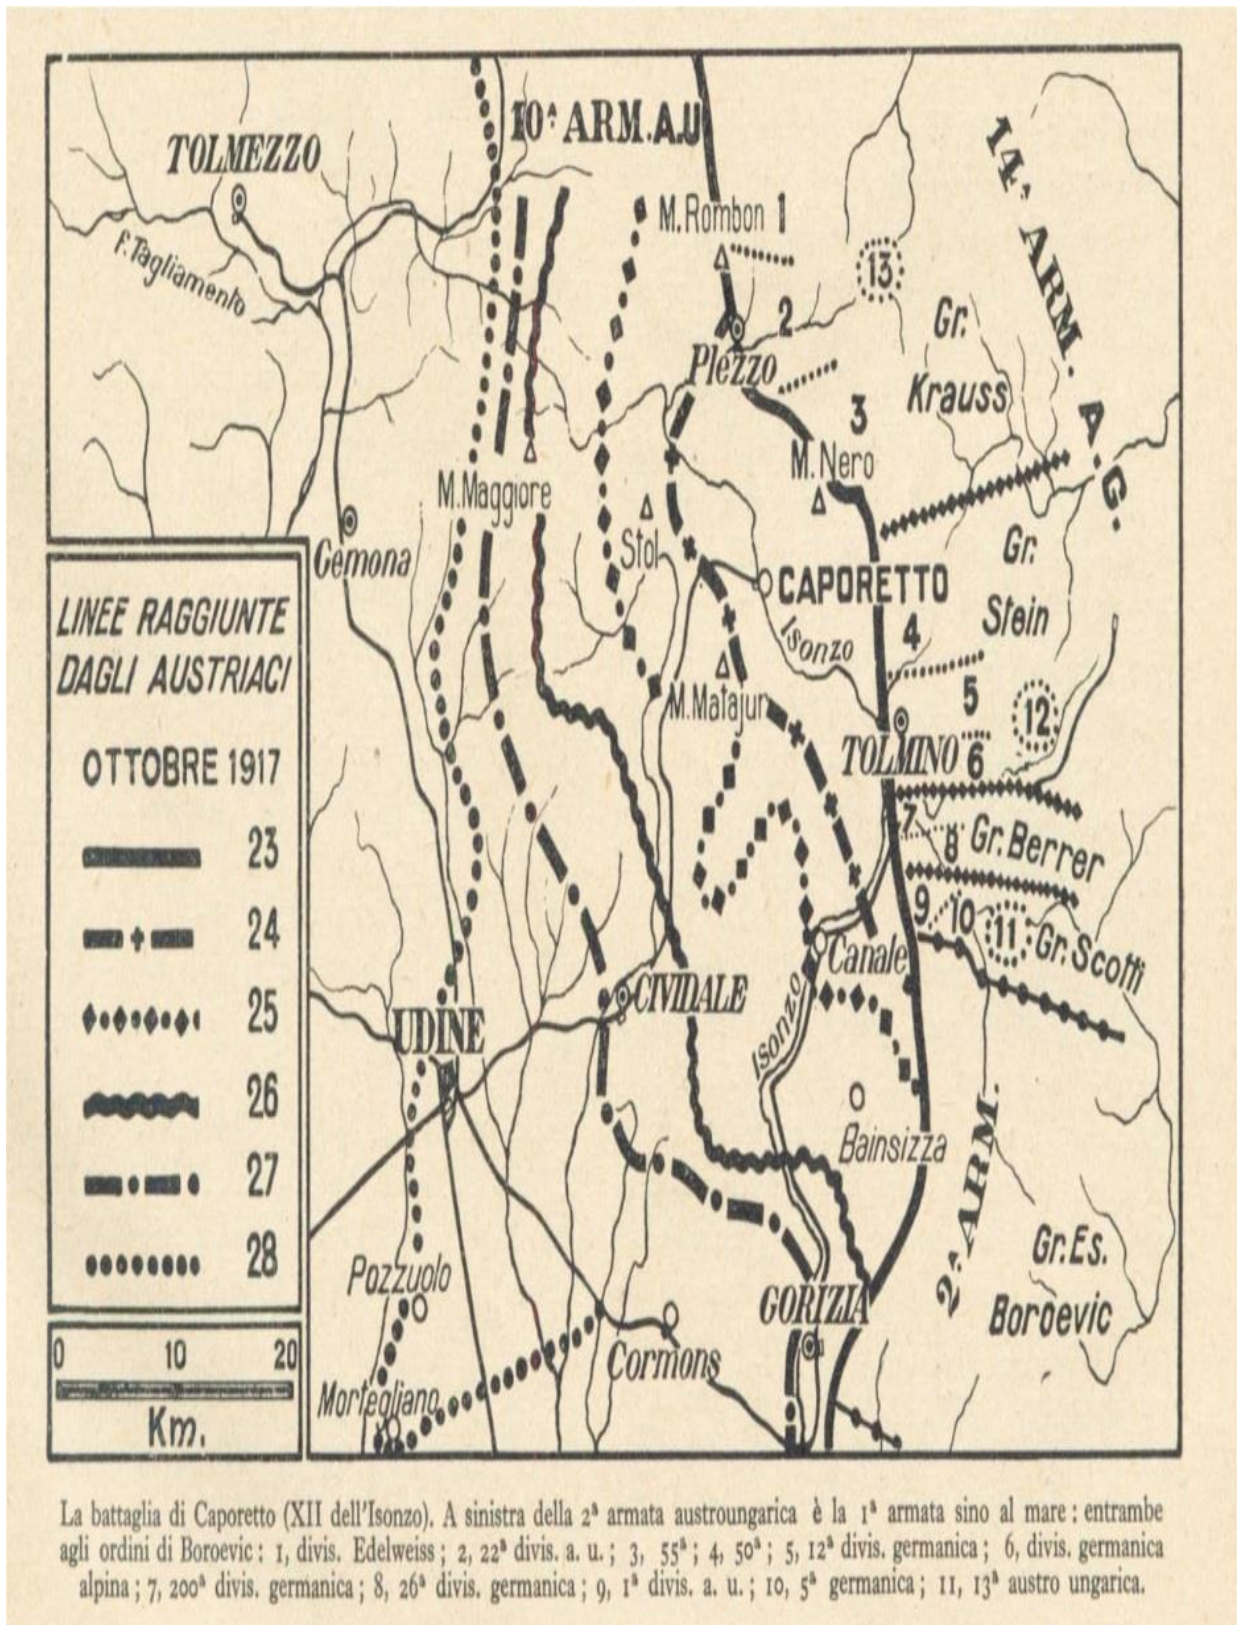 10ª ARM.A.U
TOLMEZZO
F. Tagliamento
M. Rombon 1
14ª ARM. A.G.
13
2
Gr.
Krauss
Plezzo
3
M. Nero
M. Maggiore
Gemona
Stol
CAPORETTO
Gr.
Stein
Isonzo
4
5
12
M. Matajur
TOLMINO 6
7
8
Gr. Berrer
9
10
11
Gr. Scotti
Canale
CIVIDALE
UDINE
Isonzo
Bainsizza
2ª ARM.
Gr. Es.
Boroevic
Pozzuolo
GORIZIA
Cormons
Mortegliano
LINEE RAGGIUNTE
DAGLI AUSTRIACI
OTTOBRE 1917
23
24
25
26
27
28
0 10 20
Km.
La battaglia di Caporetto (XII dell'Isonzo). A sinistra della 2ª armata austroungarica è la 1ª armata sino al mare: entrambe
agli ordini di Boroevic: 1, divis. Edelweiss; 2, 22ª divis. a. u.; 3, 55ª; 4, 50ª; 5, 12ª divis. germanica; 6, divis. germanica
alpina; 7, 200ª divis. germanica; 8, 26ª divis. germanica; 9, 1ª divis. a. u.; 10, 5ª germanica; 11, 13ª austro ungarica.